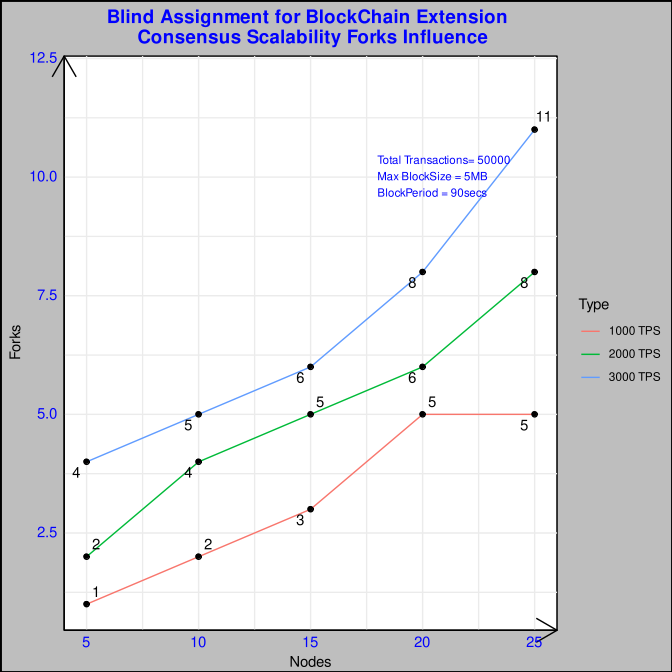 Blind Assignment for BlockChain Extension
Consensus Scalability Forks Influence
12.5
10.0
7.5
5.0
2.5
Forks
Total Transactions= 50000
Max BlockSize = 5MB
BlockPeriod = 90secs
11
8
8
6
6
5
5
5
5
4
4
3
2
2
1
5
10
15
20
25
Nodes
Type
1000 TPS
2000 TPS
3000 TPS